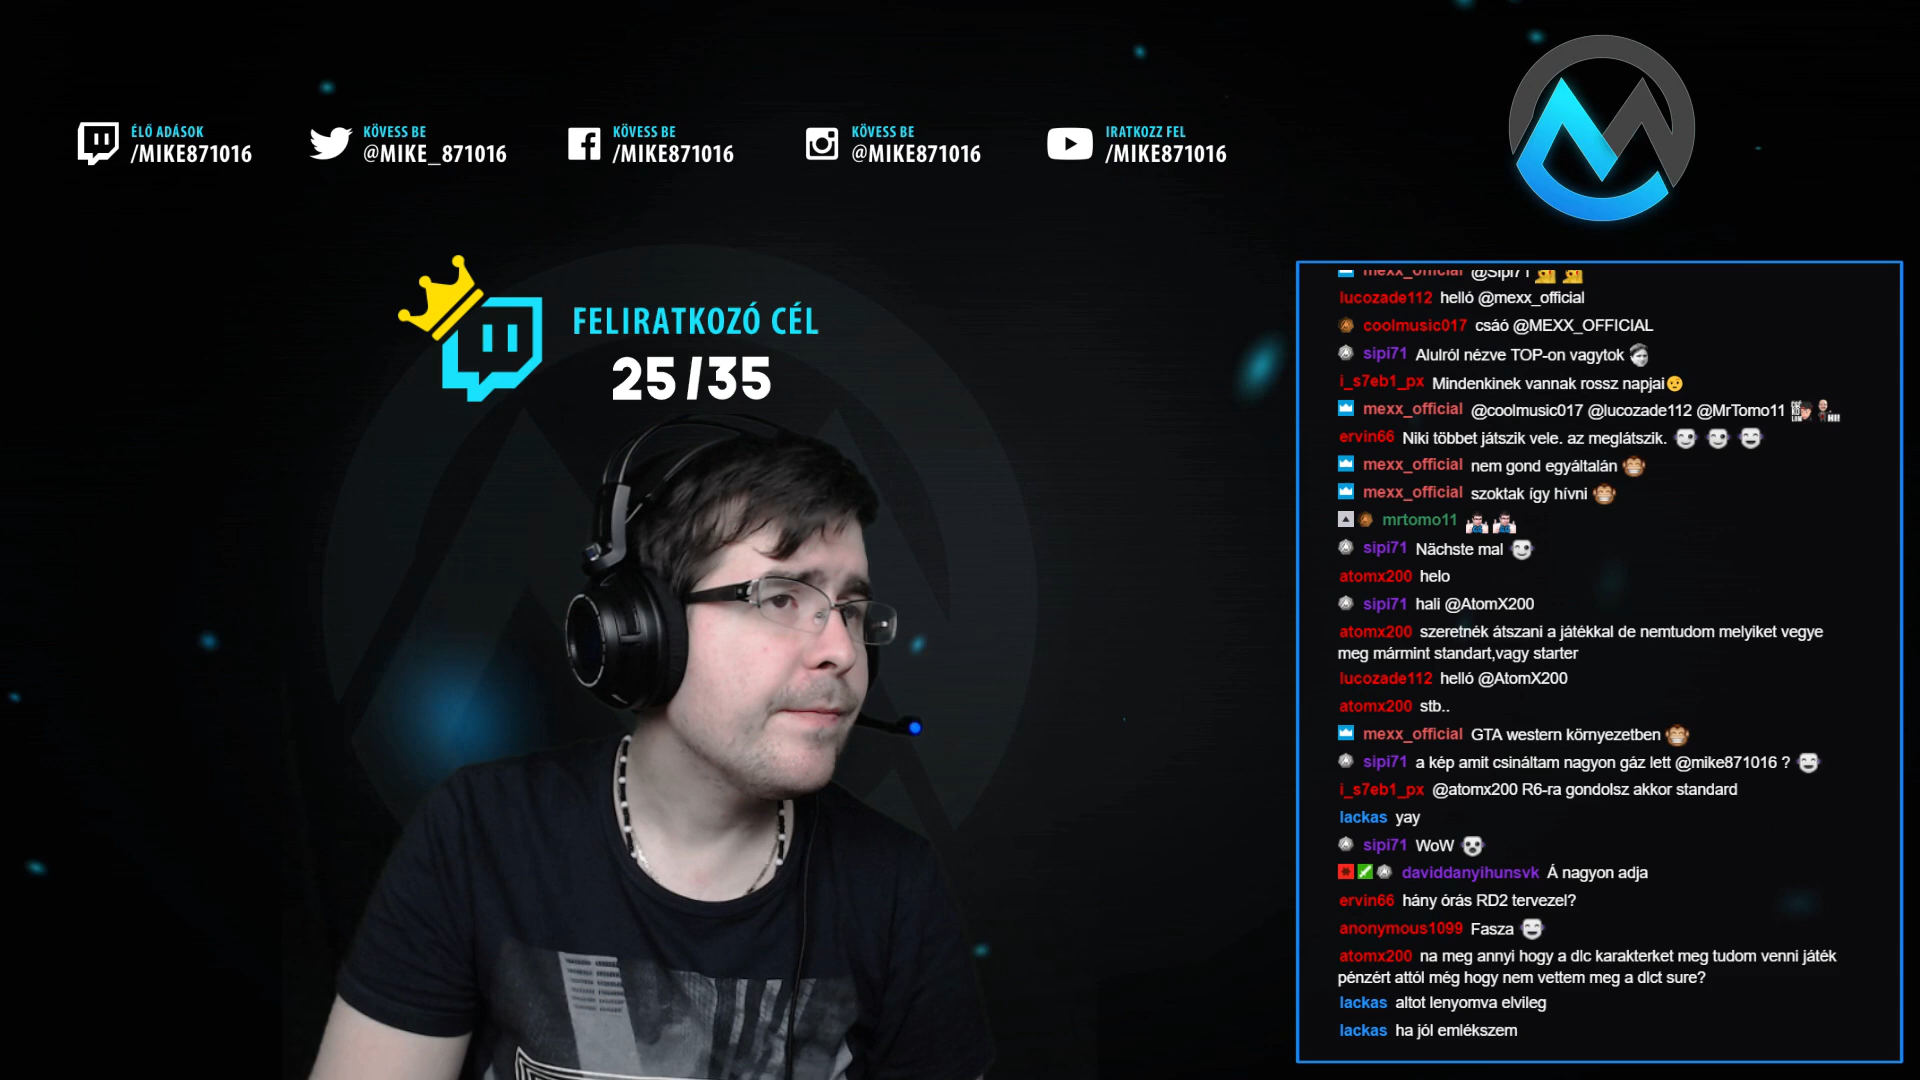 ÉLŐ ADÁSOK
/MIKE871016
KÖVESS BE
@MIKE_871016
KÖVESS BE
/MIKE871016
KÖVESS BE
@MIKE871016
IRATKOZZ FEL
/MIKE871016
FELIRATKOZÓ CÉL
25/35
mexx_official @Sipi71
lucozade112 helló @mexx_official
coolmusic017 csáó @MEXX_OFFICIAL
sipi71 Alulról nézve TOP-on vagytok
i_s7eb1_px Mindenkinek vannak rossz napjai
mexx_official @coolmusic017 @lucozade112 @MrTomo11
ervin66 Niki többet játszik vele. az meglátszik.
mexx_official nem gond egyáltalán
mexx_official szoktak így hívni
mrtomo11
sipi71 Nächste mal
atomx200 helo
sipi71 hali @AtomX200
atomx200 szeretnék átszani a játékkal de nemtudom melyiket vegye
meg mármint standart,vagy starter
lucozade112 helló @AtomX200
atomx200 stb..
mexx_official GTA western környezetben
sipi71 a kép amit csináltam nagyon gáz lett @mike871016 ?
i_s7eb1_px @atomx200 R6-ra gondolsz akkor standard
lackas yay
sipi71 WoW
daviddanyihunsvk Á nagyon adja
ervin66 hány órás RD2 tervezel?
anonymous1099 Fasza
atomx200 na meg annyi hogy a dlc karakterket meg tudom venni játék
pénzért attól még hogy nem vettem meg a dlct sure?
lackas altot lenyomva elvileg
lackas ha jól emlékszem